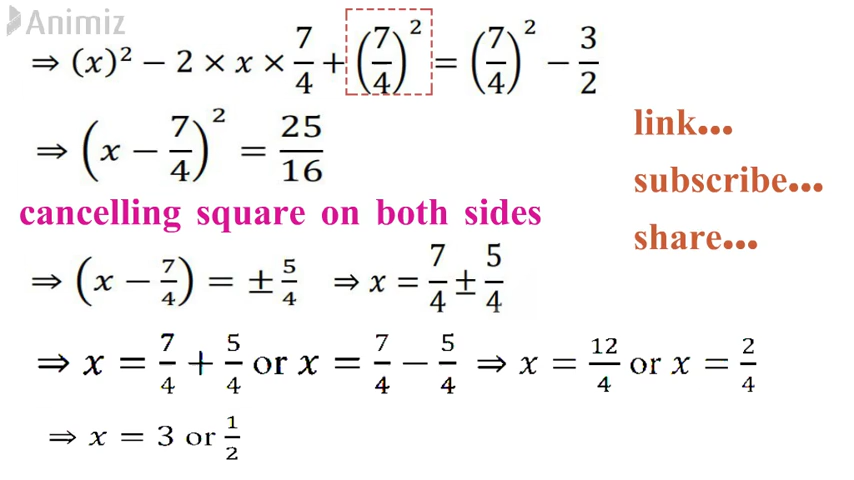 Animiz
⇒ (x)² − 2 × x × 7/4 + (7/4)² = (7/4)² − 3/2
⇒ (x − 7/4)² = 25/16
link...
subscribe...
share...
cancelling square on both sides
⇒ (x − 7/4) = ± 5/4 ⇒ x = 7/4 ± 5/4
⇒ x = 7/4 + 5/4 or x = 7/4 − 5/4 ⇒ x = 12/4 or x = 2/4
⇒ x = 3 or 1/2